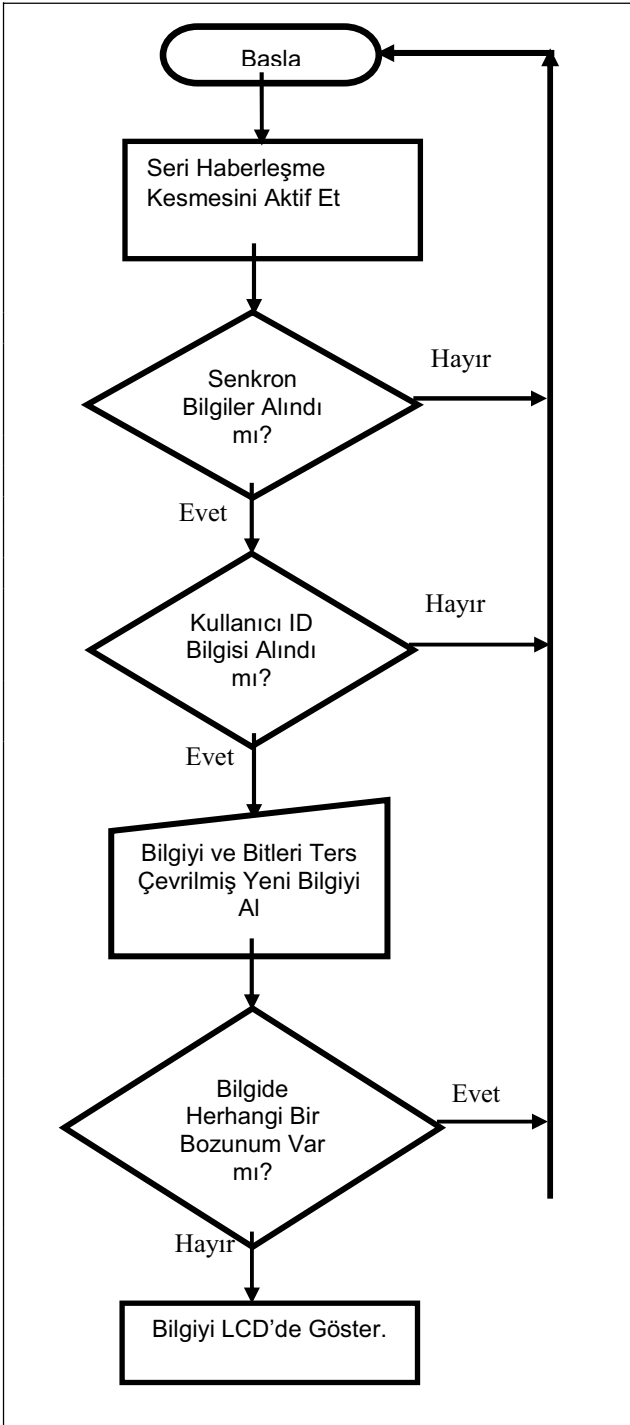 Basla
Seri Haberleşme
Kesmesini Aktif Et
Senkron
Bilgiler Alındı
mı?
Hayır
Evet
Kullanıcı ID
Bilgisi Alındı
mı?
Hayır
Evet
Bilgiyi ve Bitleri Ters
Çevrilmiş Yeni Bilgiyi
Al
Bilgide
Herhangi Bir
Bozunum Var
mı?
Evet
Hayır
Bilgiyi LCD’de Göster.